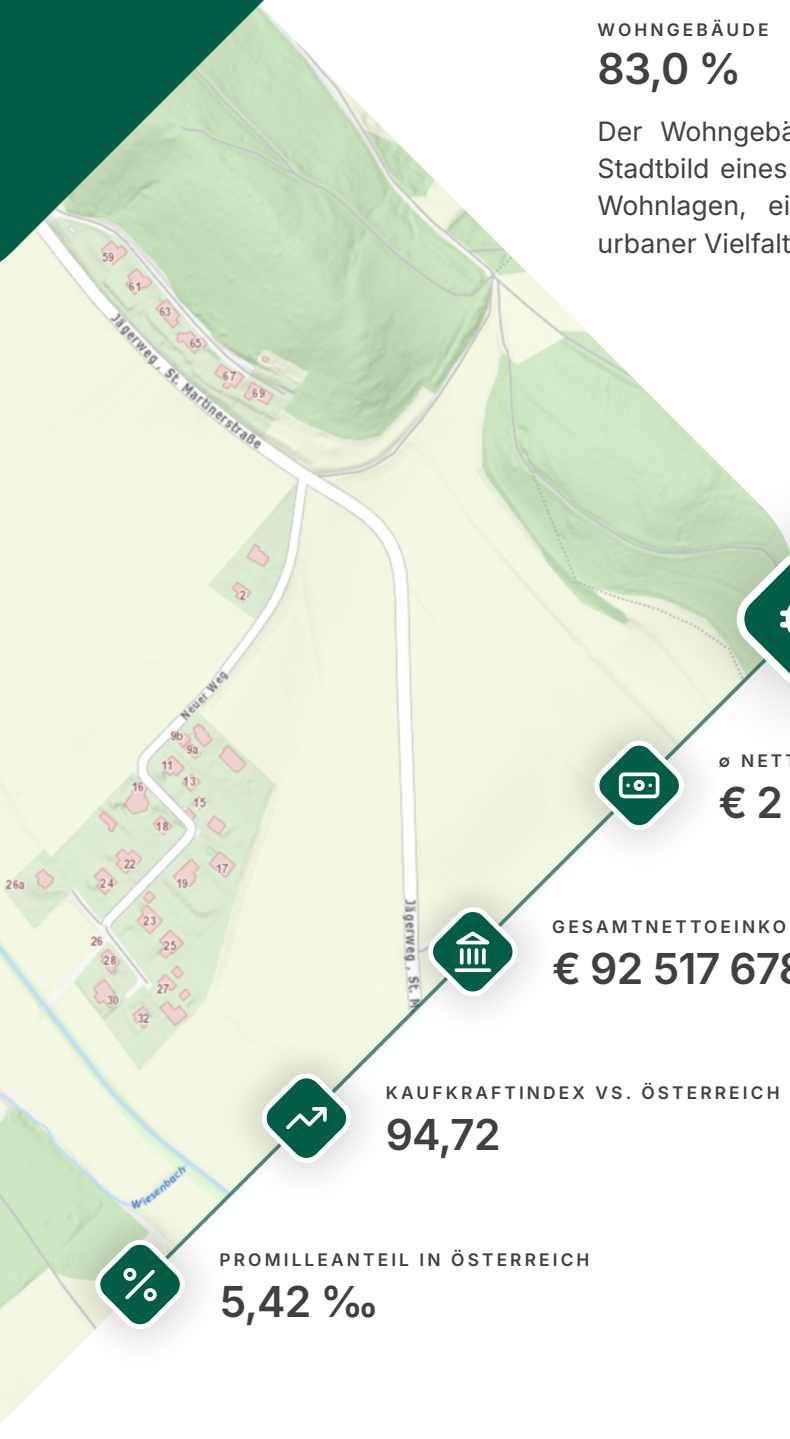 WOHNGEBÄUDE
83,0 %
Der Wohngebä
Stadtbild eines
Wohnlagen, ei
urbaner Vielfalt
59
61
63
65
67
69
Jägerweg , St. Martinerstraße
2
Neuer Weg
9b
9a
11
13
16
15
18
22
17
24
19
26a
23
26
25
28
27
30
32
Jägerweg , St. M
Wiesenbach
ø NETT
€ 2
GESAMTNETTOEINKO
€ 92 517 678
KAUFKRAFTINDEX VS. ÖSTERREICH
94,72
PROMILLEANTEIL IN ÖSTERREICH
5,42 ‰